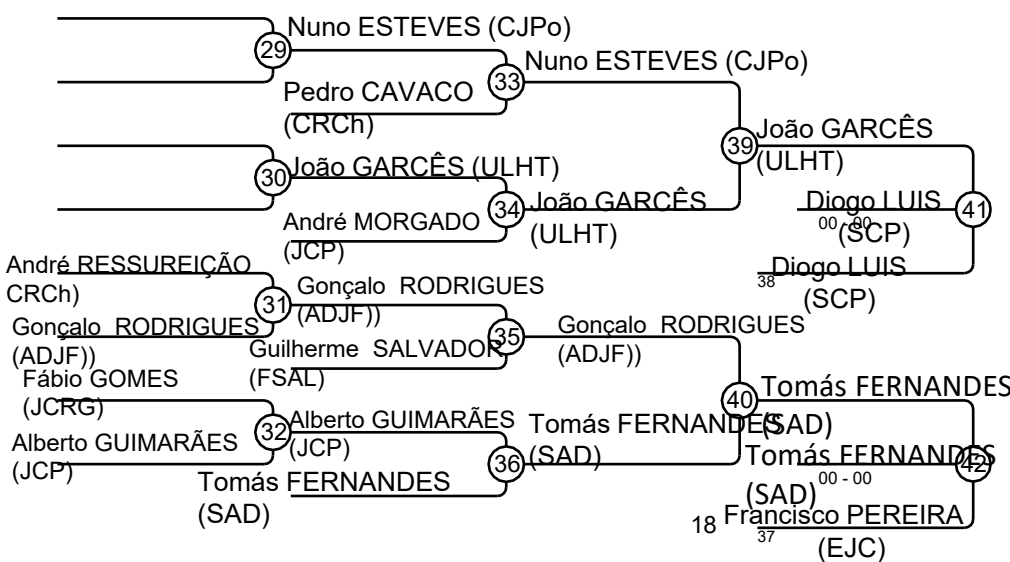 Nuno ESTEVES (CJPo)
29
Nuno ESTEVES (CJPo)
33
Pedro CAVACO
(CRCh)
39
João GARCÊS
(ULHT)
30
João GARCÊS (ULHT)
34
João GARCÊS
(ULHT)
Diogo LUIS
(SCP)
00 - 00
41
André MORGADO
(JCP)
Diogo LUIS
(SCP)
38
André RESSUREIÇÃO
CRCh)
31
Gonçalo RODRIGUES
(ADJF))
Gonçalo RODRIGUES
(ADJF))
35
Gonçalo RODRIGUES
(ADJF))
Guilherme SALVADOR
(FSAL)
Fábio GOMES
(JCRG)
40
Tomás FERNANDES
(SAD)
32
Alberto GUIMARÃES
(JCP)
Alberto GUIMARÃES
(JCP)
36
Tomás FERNANDES
(SAD)
Tomás FERNANDES
(SAD)
00 - 00
42
Tomás FERNANDES
(SAD)
18 Francisco PEREIRA
37
(EJC)